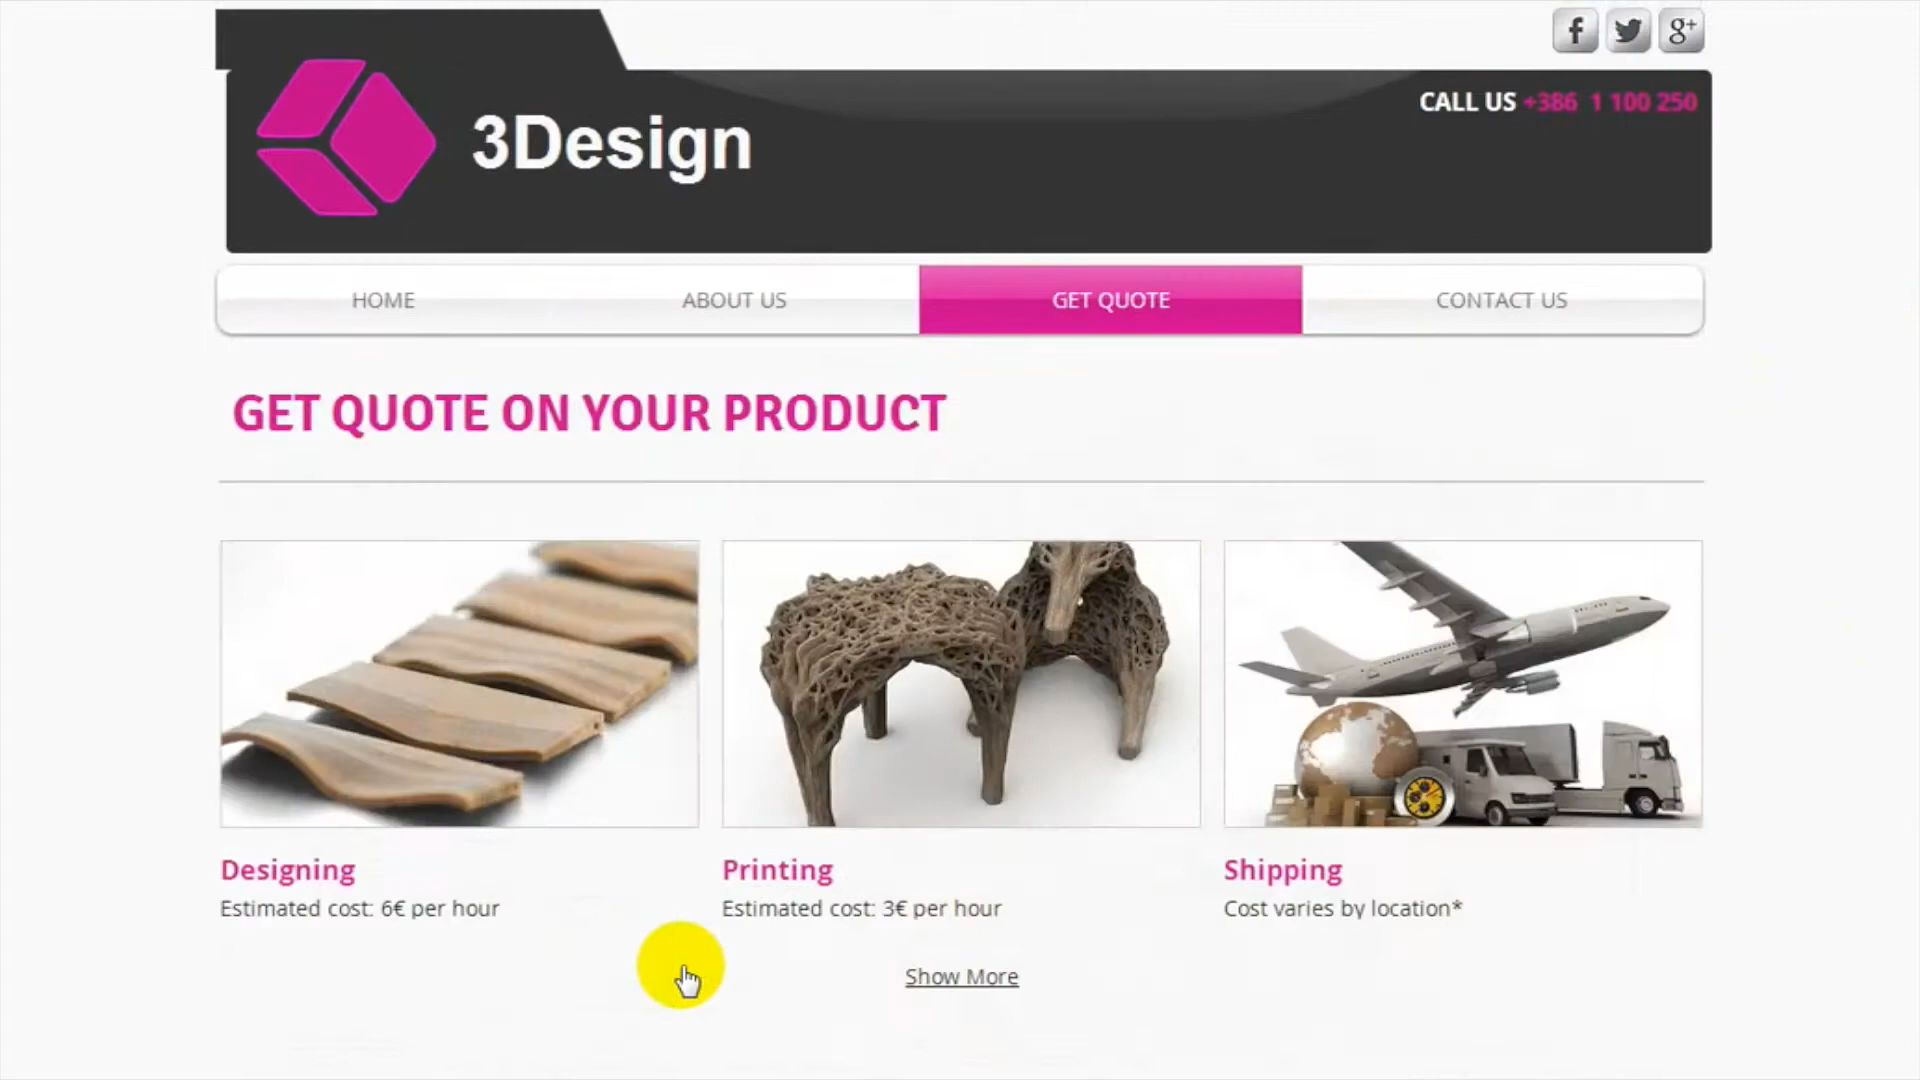 f
g+
CALL US +386 1 100 250
3Design
HOME
ABOUT US
GET QUOTE
CONTACT US
GET QUOTE ON YOUR PRODUCT
Designing
Estimated cost: 6€ per hour
Printing
Estimated cost: 3€ per hour
Shipping
Cost varies by location*
Show More